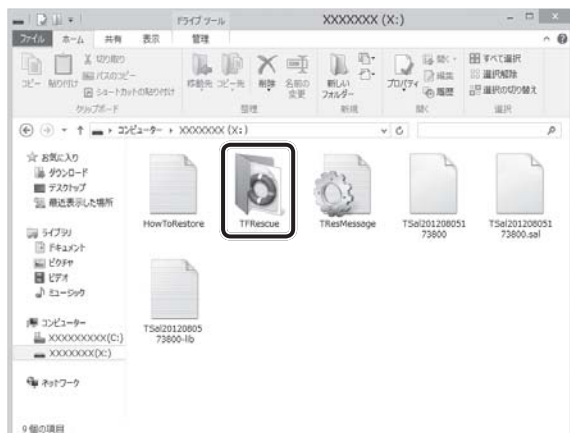 ドライブ ツール
XXXXXXX (X:)
ファイル
ホーム
共有
表示
管理
コピー
貼り付け
切り取り
パスのコピー
ショートカットの貼り付け
クリップボード
移動先
コピー先
削除
名前の
変更
整理
新しい
フォルダー
新規
プロパティ
開く
編集
履歴
開く
すべて選択
選択解除
選択の切り替え
選択
コンピューター
XXXXXXX (X:)
お気に入り
ダウンロード
デスクトップ
最近表示した場所
ライブラリ
ドキュメント
ピクチャ
ビデオ
ミュージック
コンピューター
XXXXXXXXX(C:)
XXXXXXX(X:)
ネットワーク
HowToRestore
TFRescue
TResMessage
TSal201208051
73800
TSal201208051
73800.sal
TSal20120805
73800-lib
9 個の項目